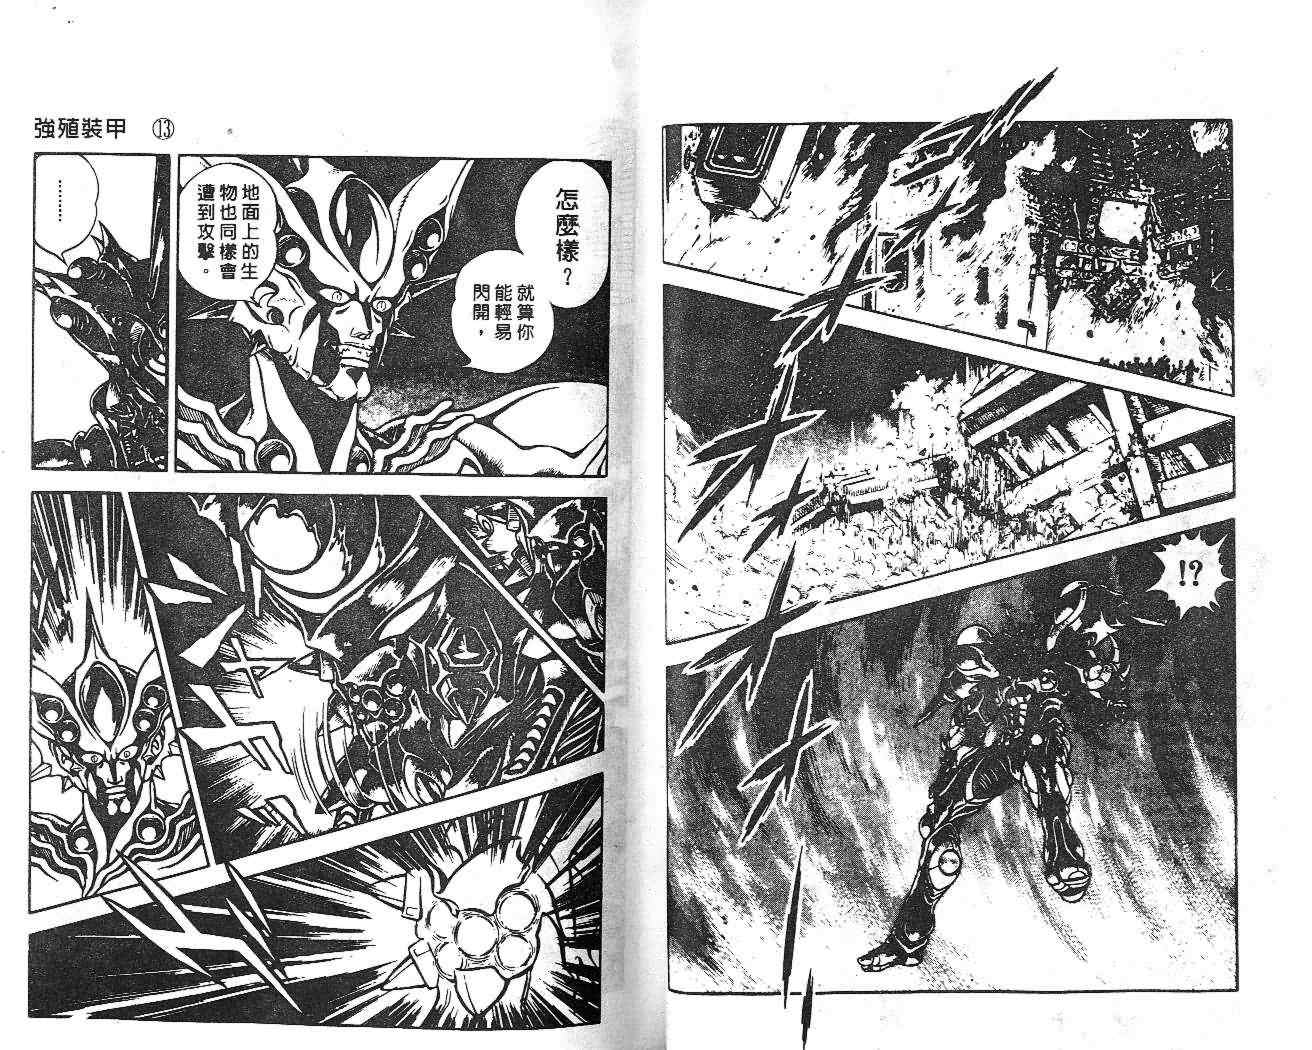 強殖裝甲 ⑬
!?
怎麼樣？
就算你
能輕易
閃開，
地面上的生
物也同樣會
遭到攻擊。
………